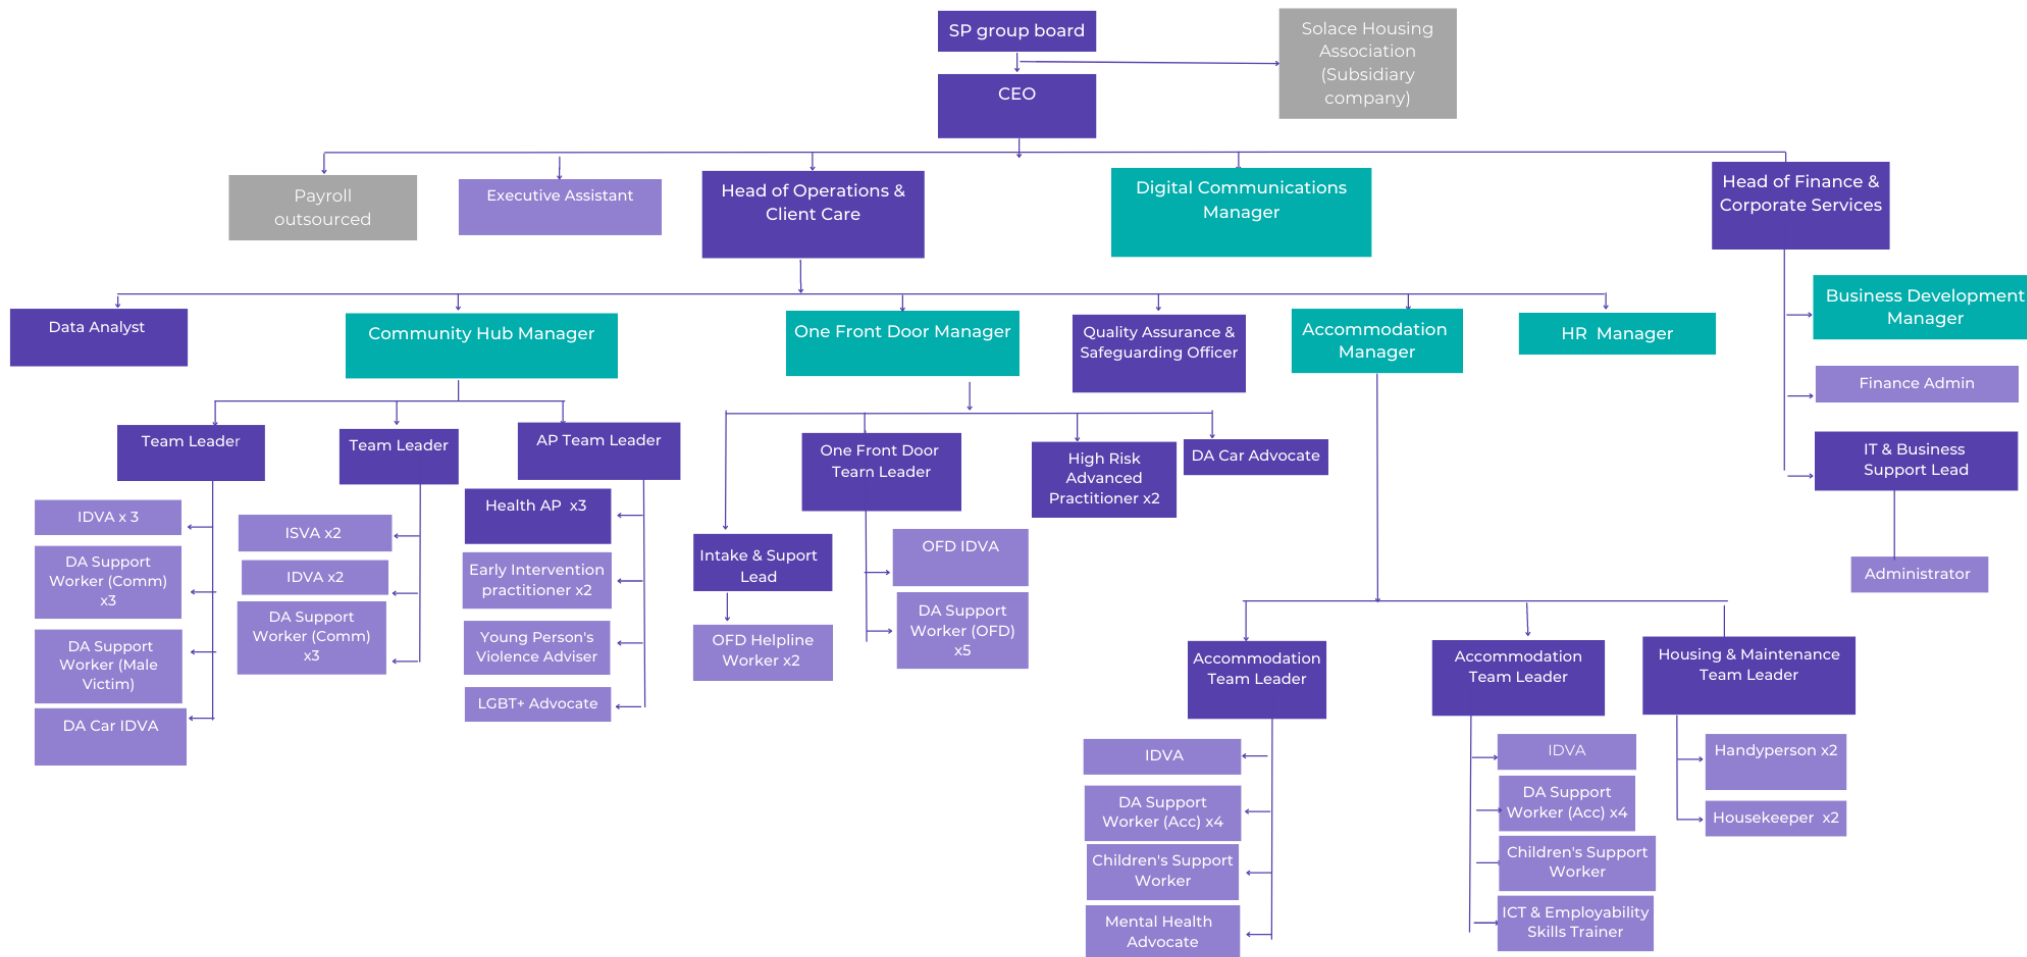 SP group board
Solace Housing
Association
(Subsidiary
company)
CEO
Payroll
outsourced
Executive Assistant
Head of Operations &
Client Care
Digital Communications
Manager
Head of Finance &
Corporate Services
Data Analyst
Community Hub Manager
One Front Door Manager
Quality Assurance &
Safeguarding Officer
Accommodation
Manager
HR Manager
Business Development
Manager
Finance Admin
IT & Business
Support Lead
Administrator
Team Leader
Team Leader
AP Team Leader
IDVA x 3
DA Support
Worker (Comm)
x3
DA Support
Worker (Male
Victim)
DA Car IDVA
ISVA x2
IDVA x2
DA Support
Worker (Comm)
x3
Health AP x3
Early Intervention
practitioner x2
Young Person's
Violence Adviser
LGBT+ Advocate
Intake & Suport
Lead
OFD Helpline
Worker x2
One Front Door
Team Leader
OFD IDVA
DA Support
Worker (OFD)
x5
High Risk
Advanced
Practitioner x2
DA Car Advocate
Accommodation
Team Leader
IDVA
DA Support
Worker (Acc) x4
Children's Support
Worker
Mental Health
Advocate
Accommodation
Team Leader
IDVA
DA Support
Worker (Acc) x4
Children's Support
Worker
ICT & Employability
Skills Trainer
Housing & Maintenance
Team Leader
Handyperson x2
Housekeeper x2